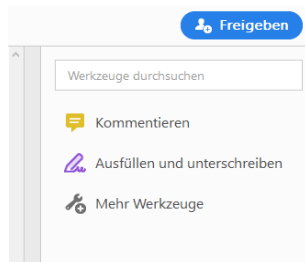 Freigeben
Werkzeuge durchsuchen
Kommentieren
Ausfüllen und unterschreiben
Mehr Werkzeuge